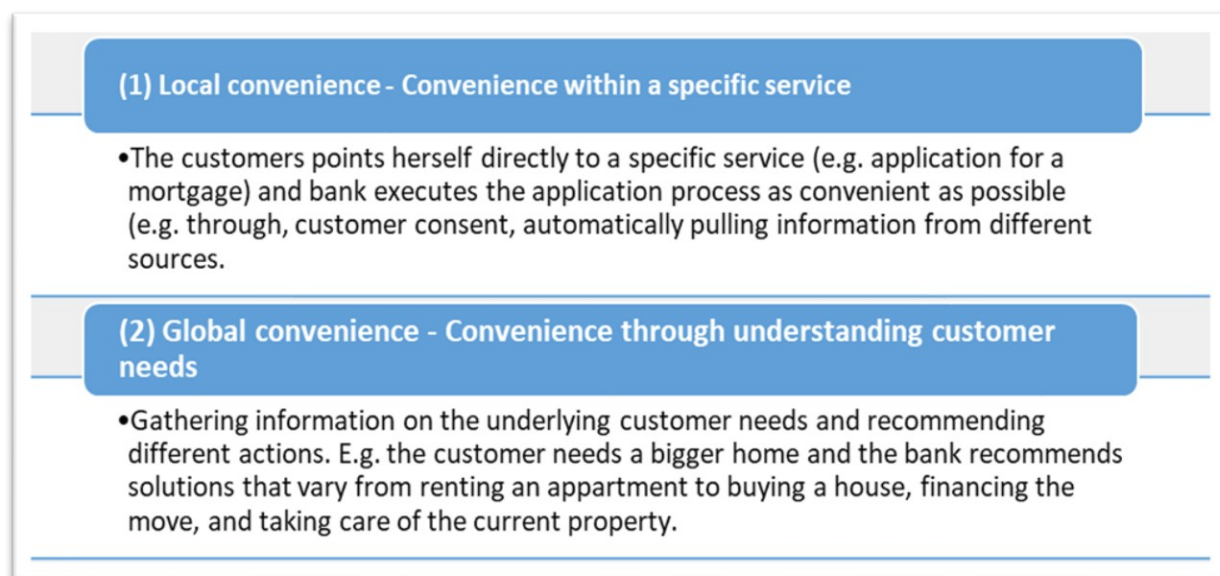 (1) Local convenience - Convenience within a specific service
•The customers points herself directly to a specific service (e.g. application for a
mortgage) and bank executes the application process as convenient as possible
(e.g. through, customer consent, automatically pulling information from different
sources.
(2) Global convenience - Convenience through understanding customer
needs
•Gathering information on the underlying customer needs and recommending
different actions. E.g. the customer needs a bigger home and the bank recommends
solutions that vary from renting an appartment to buying a house, financing the
move, and taking care of the current property.